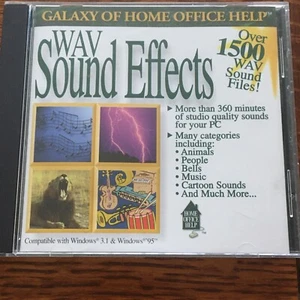 GALAXY OF HOME OFFICE HELP™
WAV
Sound Effects
Over
1500
WAV
Sound
Files!
More than 360 minutes
of studio quality sounds
for your PC
Many categories
including:
• Animals
• People
• Bells
• Music
• Cartoon Sounds
• And Much More...
HOME
OFFICE
HELP
Compatible with Windows® 3.1 & Windows® 95